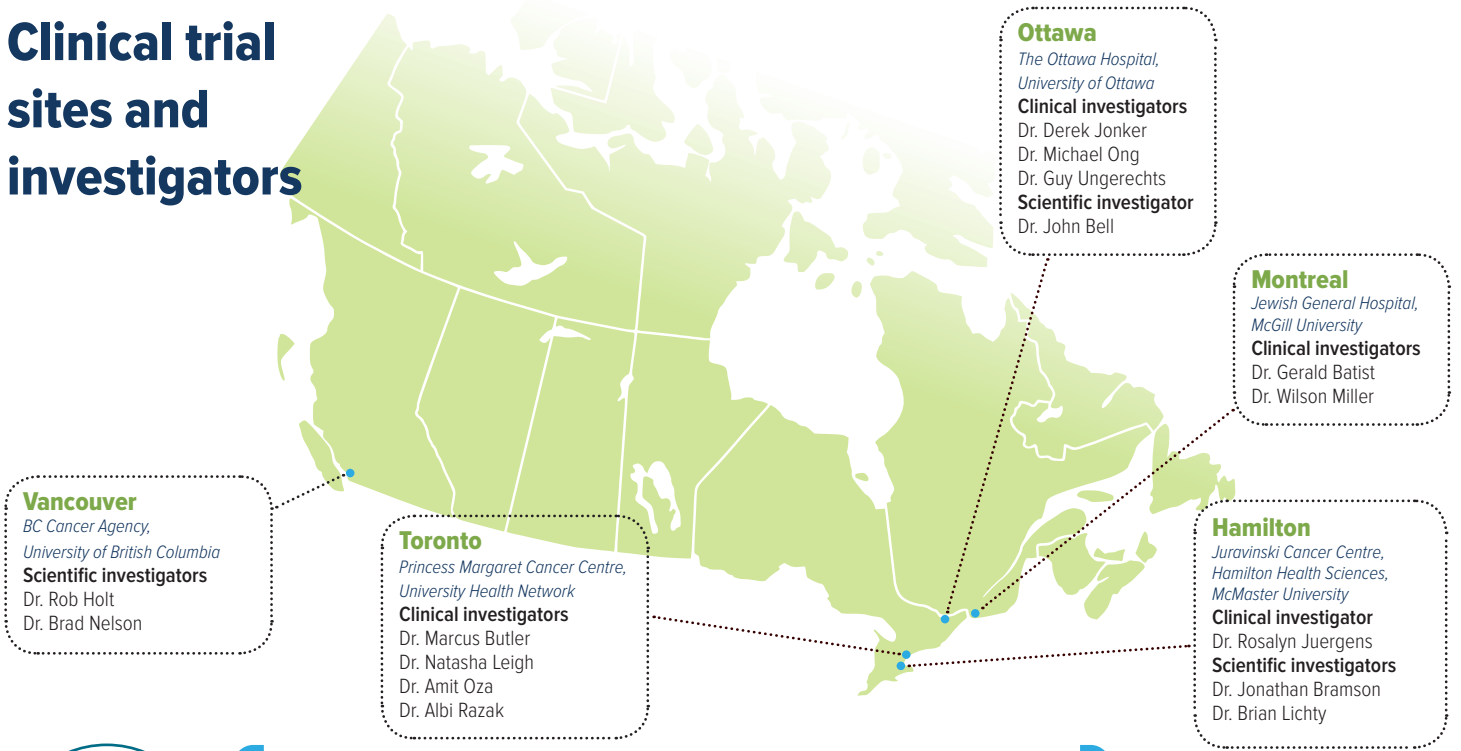 Clinical trial
sites and
investigators
Ottawa
The Ottawa Hospital,
University of Ottawa
Clinical investigators
Dr. Derek Jonker
Dr. Michael Ong
Dr. Guy Ungerechts
Scientific investigator
Dr. John Bell
Montreal
Jewish General Hospital,
McGill University
Clinical investigators
Dr. Gerald Batist
Dr. Wilson Miller
Vancouver
BC Cancer Agency,
University of British Columbia
Scientific investigators
Dr. Rob Holt
Dr. Brad Nelson
Toronto
Princess Margaret Cancer Centre,
University Health Network
Clinical investigators
Dr. Marcus Butler
Dr. Natasha Leigh
Dr. Amit Oza
Dr. Albi Razak
Hamilton
Juravinski Cancer Centre,
Hamilton Health Sciences,
McMaster University
Clinical investigator
Dr. Rosalyn Juergens
Scientific investigators
Dr. Jonathan Bramson
Dr. Brian Lichty